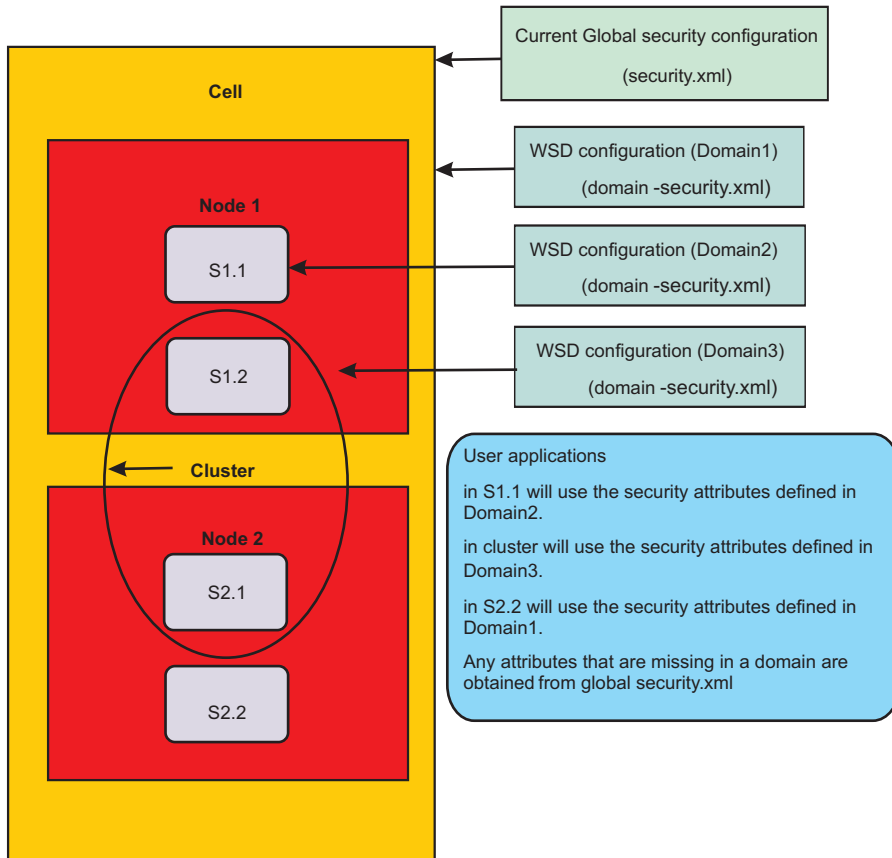 Current Global security configuration
(security.xml)
Cell
WSD configuration (Domain1)
(domain -security.xml)
Node 1
S1.1
WSD configuration (Domain2)
(domain -security.xml)
S1.2
WSD configuration (Domain3)
(domain -security.xml)
Cluster
User applications
in S1.1 will use the security attributes defined in
Domain2.
in cluster will use the security attributes defined in
Domain3.
in S2.2 will use the security attributes defined in
Domain1.
Any attributes that are missing in a domain are
obtained from global security.xml
Node 2
S2.1
S2.2